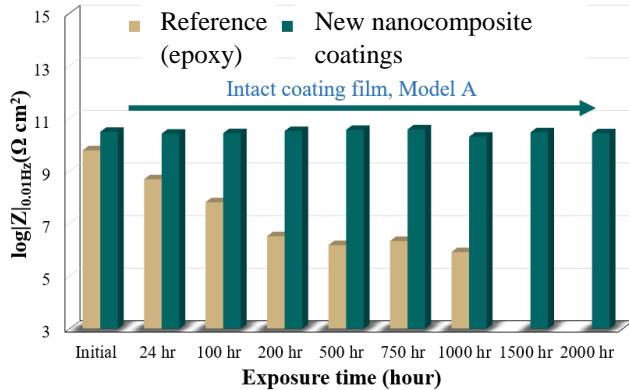 15
13
11
9
7
5
3
log|Z|0.01Hz(Ω cm²)
Reference
(epoxy)
New nanocomposite
coatings
Intact coating film, Model A
Initial 24 hr 100 hr 200 hr 500 hr 750 hr 1000 hr 1500 hr 2000 hr
Exposure time (hour)